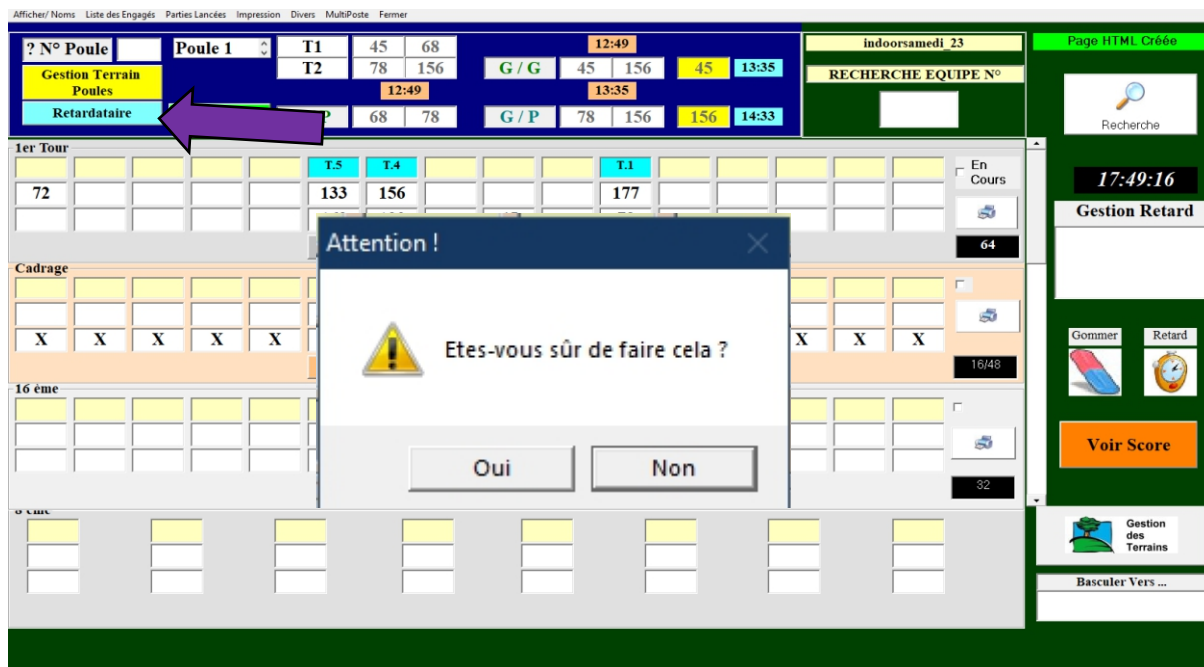 Afficher/ Noms Liste des Engagés Parties Lancées Impression Divers MultiPoste Fermer
? N° Poule Poule 1 T1 45 68 12:49 indoorsamedi_23 Page HTML Créée
T2 78 156 G / G 45 156 45 13:35 RECHERCHE EQUIPE N°
Gestion Terrain
Poules
12:49 13:35
Retardataire P 68 78 G / P 78 156 156 14:33 Recherche
1er Tour
T.5 T.4 T.1 En
Cours
72 133 156 177 17:49:16
Gestion Retard
64
Attention !
Cadrage
X X X X X X X X
Etes-vous sûr de faire cela ?
Gommer Retard
16/48
16 éme
Oui Non
Voir Score
32
Gestion
des
Terrains
Basculer Vers ...